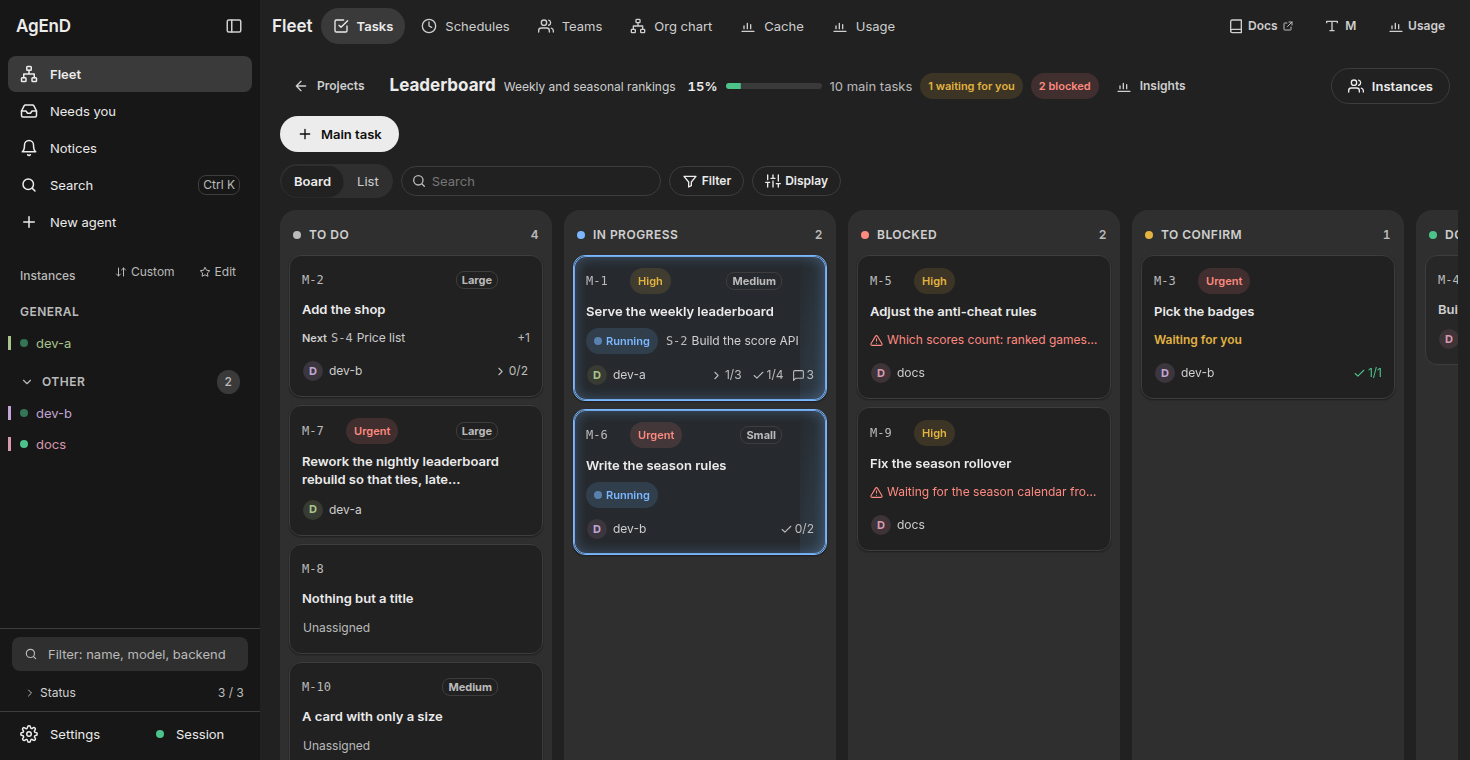 AgEnD
Fleet
Needs you
Notices
Search Ctrl K
New agent
Instances Custom Edit
GENERAL
dev-a
OTHER 2
dev-b
docs
Filter: name, model, backend
Status 3 / 3
Settings Session
Fleet Tasks Schedules Teams Org chart Cache Usage Docs M Usage
Projects Leaderboard Weekly and seasonal rankings 15% 10 main tasks 1 waiting for you 2 blocked Insights Instances
Main task
Board List Search Filter Display
TO DO 4
M-2 Large
Add the shop
Next S-4 Price list +1
D dev-b 0/2
M-7 Urgent Large
Rework the nightly leaderboard
rebuild so that ties, late…
D dev-a
M-8
Nothing but a title
Unassigned
M-10 Medium
A card with only a size
Unassigned
IN PROGRESS 2
M-1 High Medium
Serve the weekly leaderboard
Running S-2 Build the score API
D dev-a 1/3 1/4 3
M-6 Urgent Small
Write the season rules
Running
D dev-b 0/2
BLOCKED 2
M-5 High
Adjust the anti-cheat rules
Which scores count: ranked games…
D docs
M-9 High
Fix the season rollover
Waiting for the season calendar fro…
D docs
TO CONFIRM 1
M-3 Urgent
Pick the badges
Waiting for you
D dev-b 1/1
M-4
D